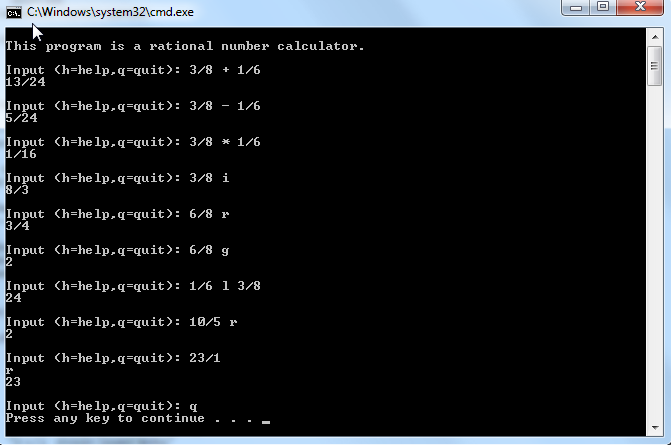 C:\Windows\system32\cmd.exe
This program is a rational number calculator.
Input (h=help,q=quit): 3/8 + 1/6
13/24
Input (h=help,q=quit): 3/8 - 1/6
5/24
Input (h=help,q=quit): 3/8 * 1/6
1/16
Input (h=help,q=quit): 3/8 i
8/3
Input (h=help,q=quit): 6/8 r
3/4
Input (h=help,q=quit): 6/8 g
2
Input (h=help,q=quit): 1/6 l 3/8
24
Input (h=help,q=quit): 10/5 r
2
Input (h=help,q=quit): 23/1
r
23
Input (h=help,q=quit): q
Press any key to continue . . . _